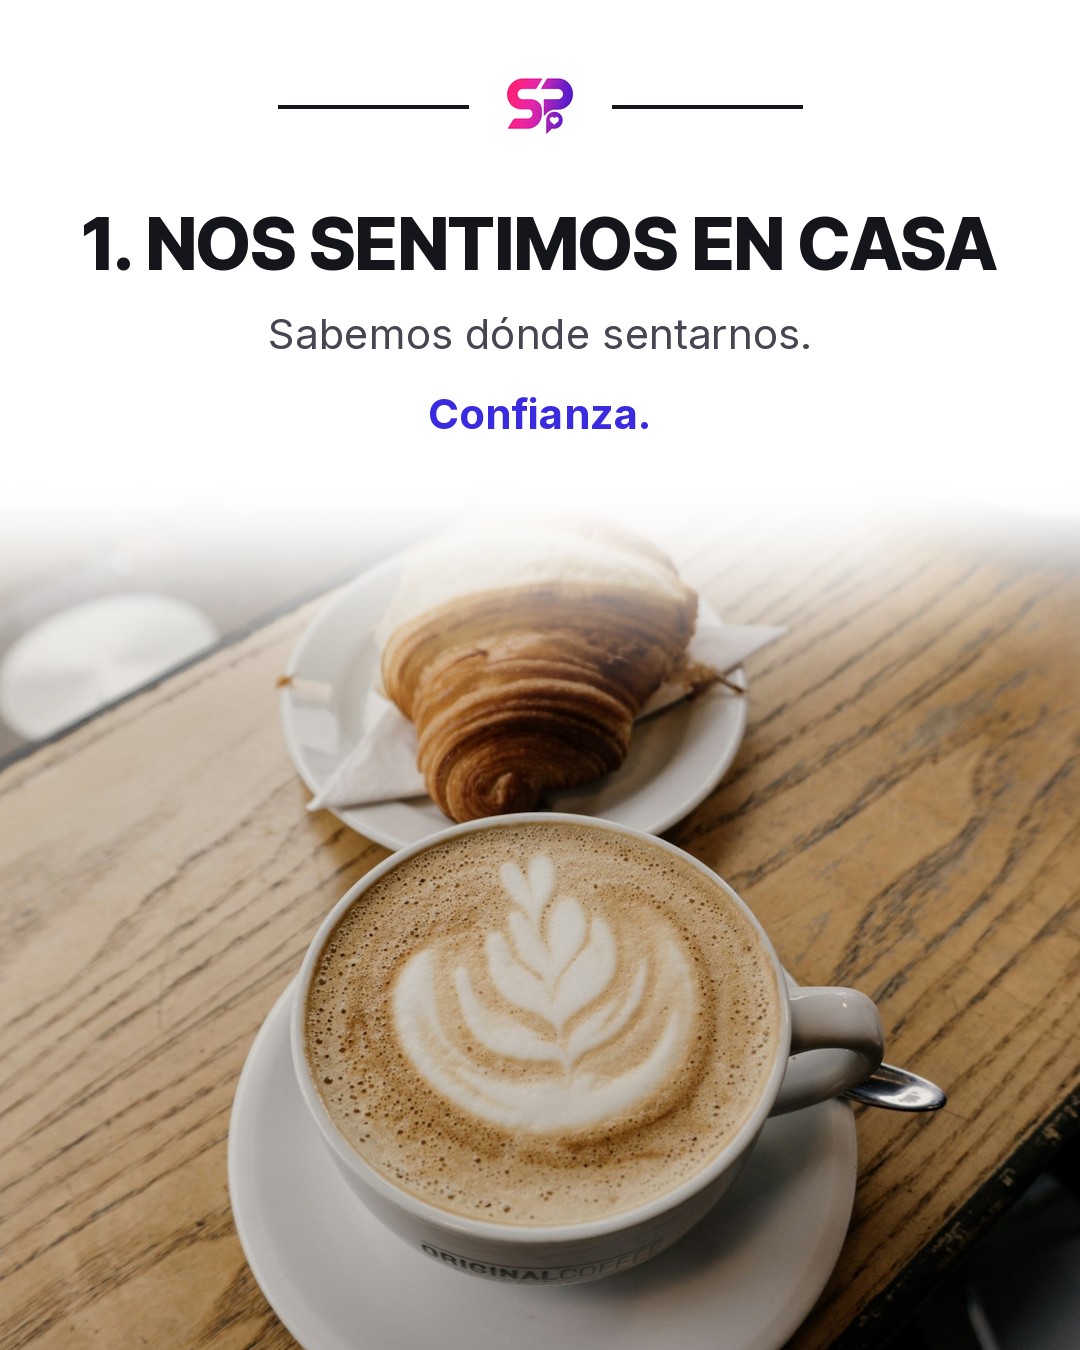 SP
1. NOS SENTIMOS EN CASA
Sabemos dónde sentarnos.
Confianza.
ORIGINALCOFFEE